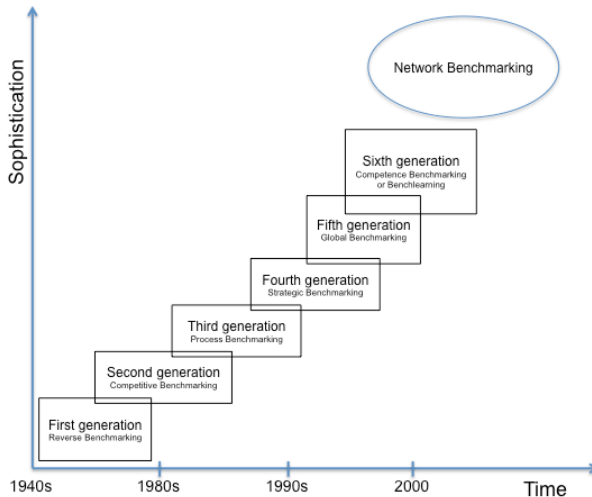 Sophistication
Network Benchmarking
Sixth generation
Competence Benchmarking
or Benchlearning
Fifth generation
Global Benchmarking
Fourth generation
Strategic Benchmarking
Third generation
Process Benchmarking
Second generation
Competitive Benchmarking
First generation
Reverse Benchmarking
1940s
1980s
1990s
2000
Time